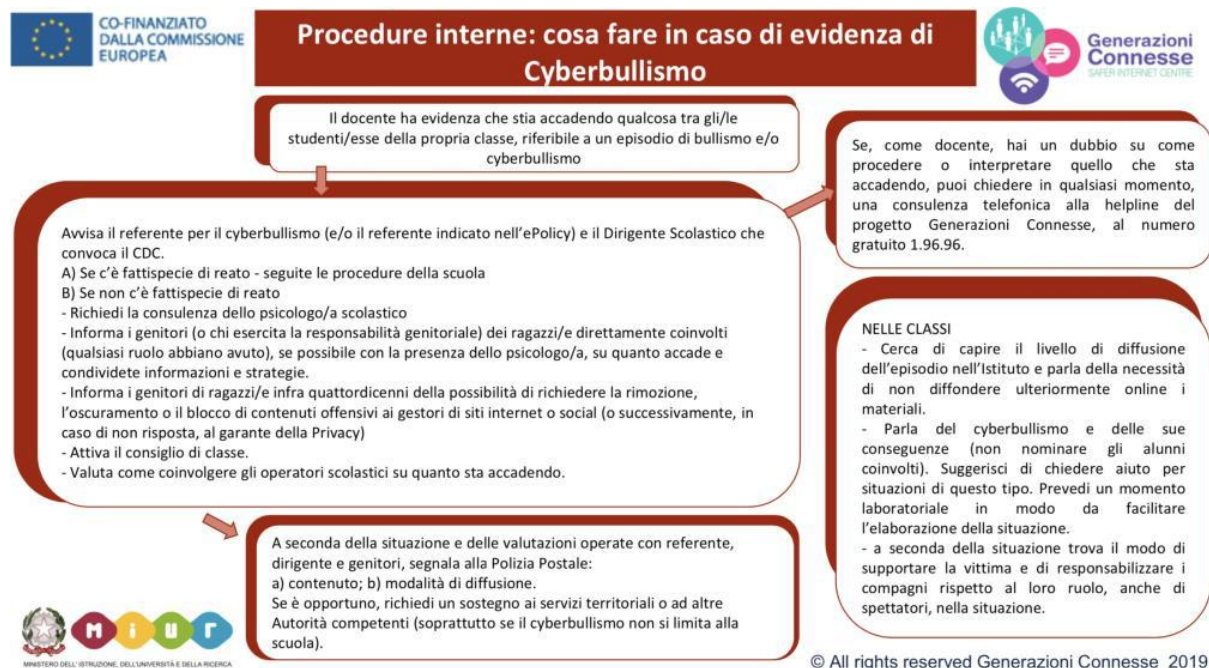 CO-FINANZIATO
DALLA COMMISSIONE
EUROPEA
Procedure interne: cosa fare in caso di evidenza di
Cyberbullismo
Generazioni
Connesse
SAFER INTERNET CENTRE
Il docente ha evidenza che stia accadendo qualcosa tra gli/le
studenti/esse della propria classe, riferibile a un episodio di bullismo e/o
cyberbullismo
Se, come docente, hai un dubbio su come
procedere o interpretare quello che sta
accadendo, puoi chiedere in qualsiasi momento,
una consulenza telefonica alla helpline del
progetto Generazioni Connesse, al numero
gratuito 1.96.96.
Avvisa il referente per il cyberbullismo (e/o il referente indicato nell'ePolicy) e il Dirigente Scolastico che
convoca il CDC.
A) Se c'è fattispecie di reato - seguite le procedure della scuola
B) Se non c'è fattispecie di reato
- Richiedi la consulenza dello psicologo/a scolastico
- Informa i genitori (o chi esercita la responsabilità genitoriale) dei ragazzi/e direttamente coinvolti
(qualsiasi ruolo abbiano avuto), se possibile con la presenza dello psicologo/a, su quanto accade e
condividete informazioni e strategie.
- Informa i genitori di ragazzi/e infra quattordicenni della possibilità di richiedere la rimozione,
l'oscuramento o il blocco di contenuti offensivi ai gestori di siti internet o social (o successivamente, in
caso di non risposta, al garante della Privacy)
- Attiva il consiglio di classe.
- Valuta come coinvolgere gli operatori scolastici su quanto sta accadendo.
NELLE CLASSI
- Cerca di capire il livello di diffusione
dell'episodio nell'Istituto e parla della necessità
di non diffondere ulteriormente online i
materiali.
- Parla del cyberbullismo e delle sue
conseguenze (non nominare gli alunni
coinvolti). Suggerisci di chiedere aiuto per
situazioni di questo tipo. Prevedi un momento
laboratoriale in modo da facilitare
l'elaborazione della situazione.
- a seconda della situazione trova il modo di
supportare la vittima e di responsabilizzare i
compagni rispetto al loro ruolo, anche di
spettatori, nella situazione.
A seconda della situazione e delle valutazioni operate con referente,
dirigente e genitori, segnala alla Polizia Postale:
a) contenuto; b) modalità di diffusione.
Se è opportuno, richiedi un sostegno ai servizi territoriali o ad altre
Autorità competenti (soprattutto se il cyberbullismo non si limita alla
scuola).
miur
MINISTERO DELL' ISTRUZIONE, DELL'UNIVERSITÀ E DELLA RICERCA
© All rights reserved Generazioni Connesse 2019